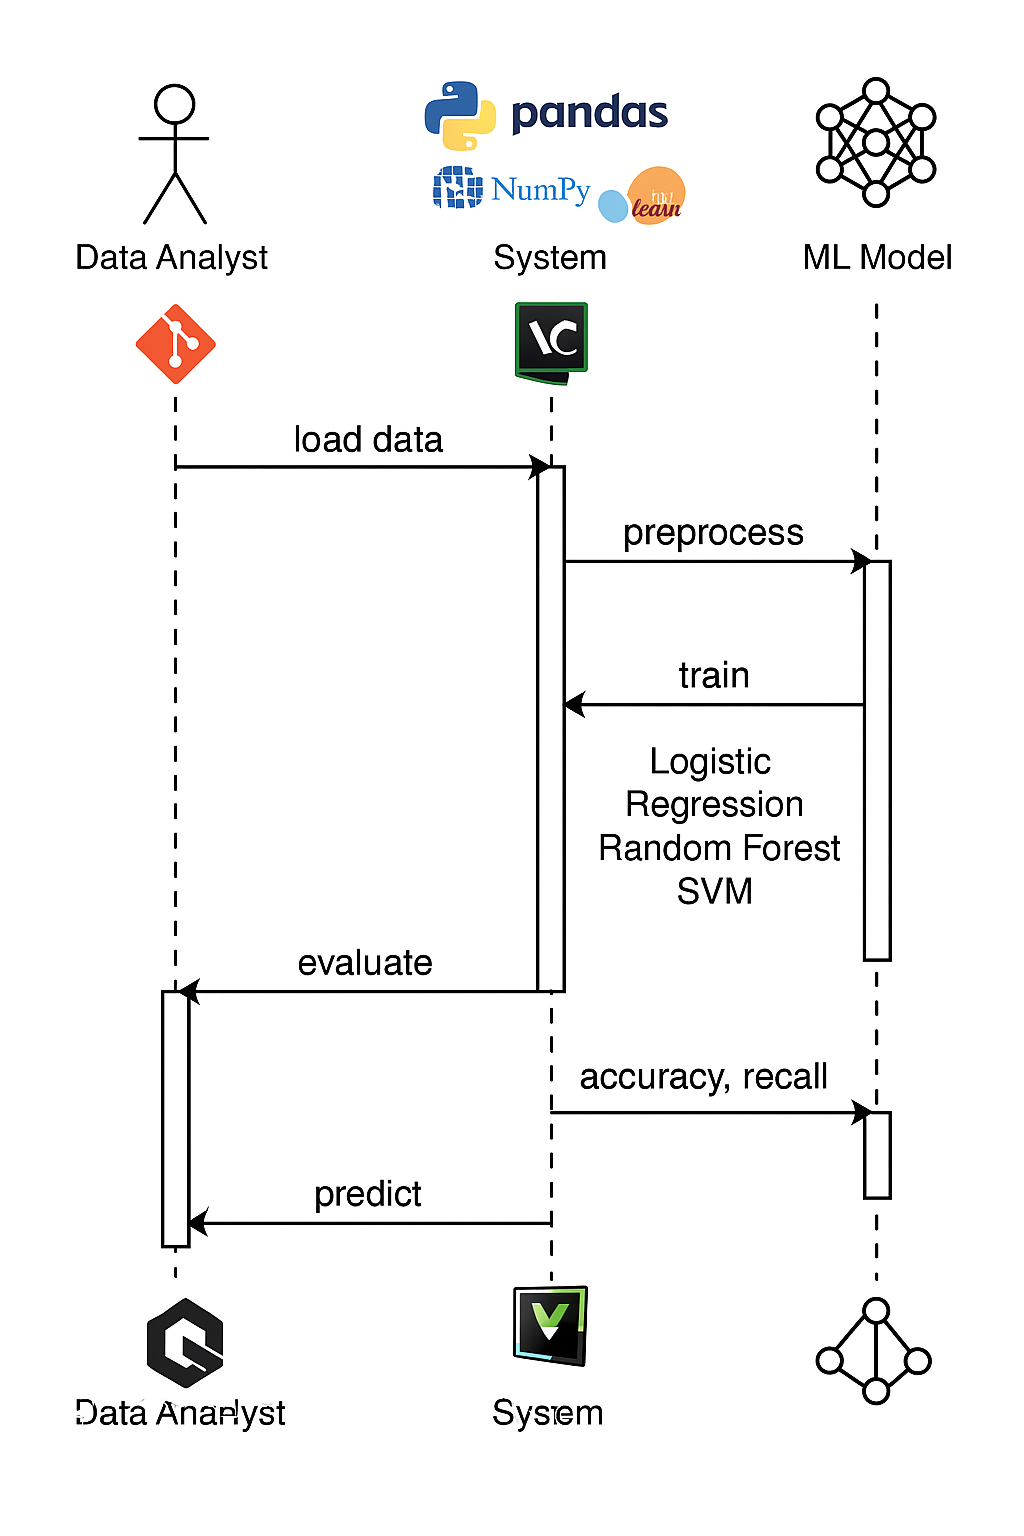 pandas
NumPy
learn
Data Analyst
System
ML Model
load data
preprocess
train
Logistic
Regression
Random Forest
SVM
evaluate
accuracy, recall
predict
System